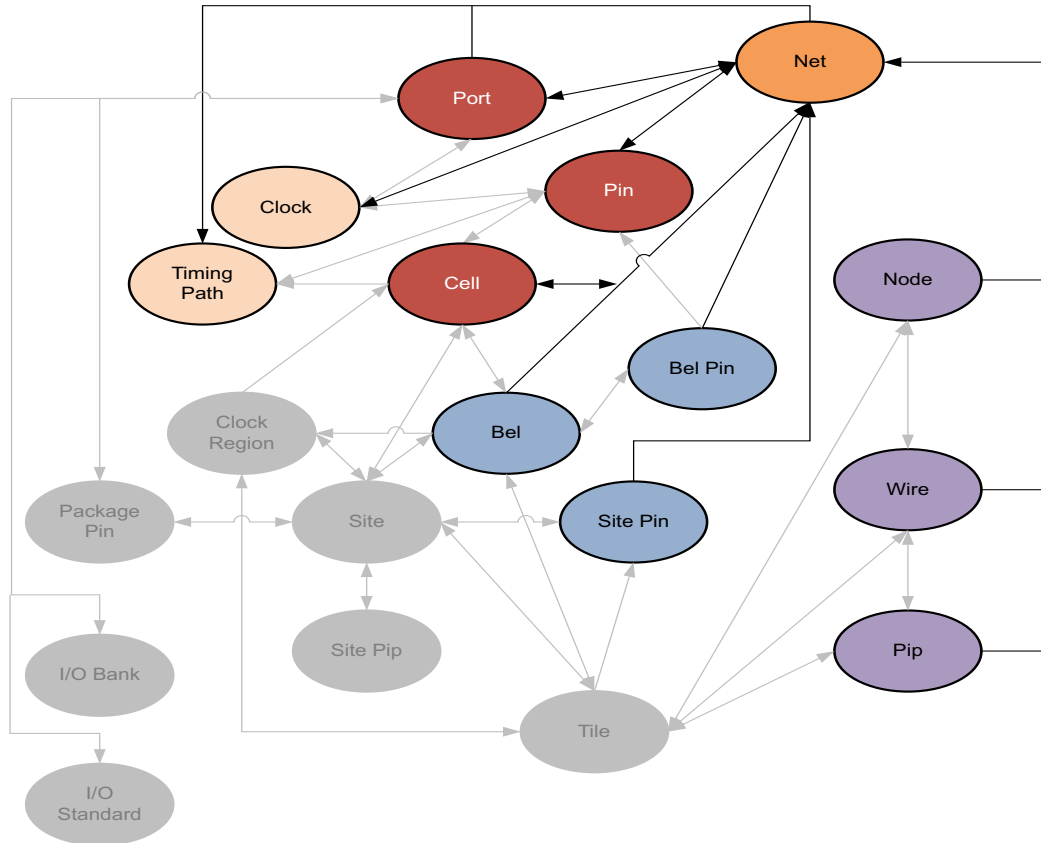 Net
Port
Pin
Clock
Timing
Path
Cell
Node
Bel Pin
Clock
Region
Bel
Wire
Package
Pin
Site
Site Pin
Site Pip
Pip
I/O Bank
Tile
I/O
Standard